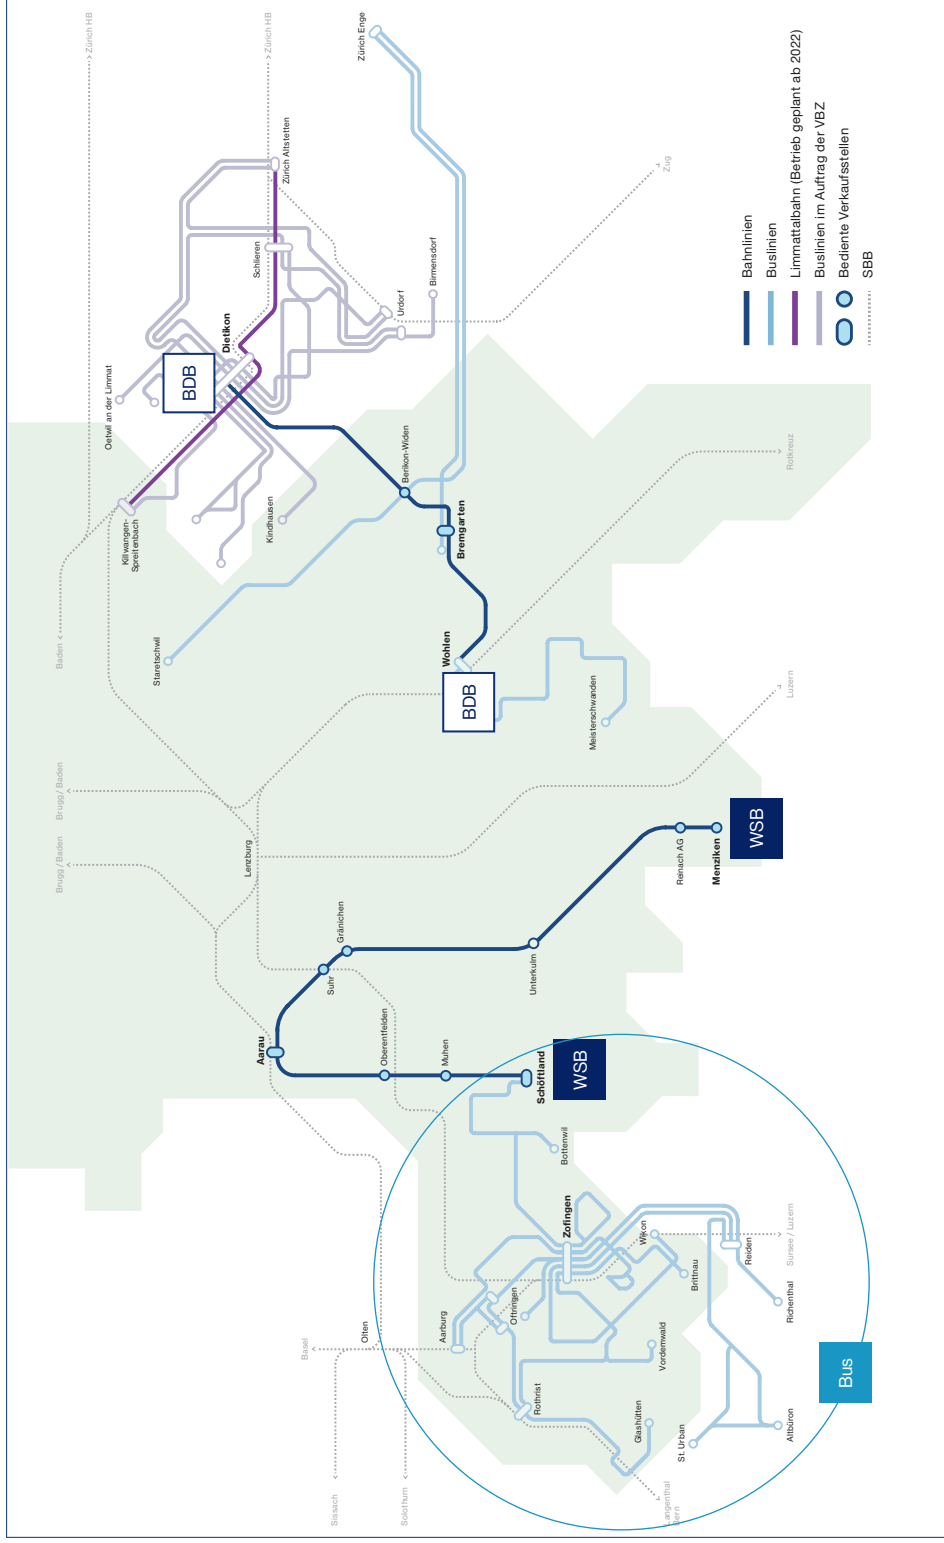 Sissach
Solothurn
Langenthal
Bern
Basel
Olten
Aarburg
Rothrist
Oftringen
Glashütten
St. Urban
Altbüron
Vordemwald
Zofingen
Wikon
Brittnau
Reiden
Richenthal
Sursee / Luzern
Bus
Bottenwil
Schöftland
WSB
Muhen
Oberentfelden
Aarau
Suhr
Gränichen
Unterkulm
Reinach AG
Menziken
WSB
Lenzburg
Brugg / Baden
Brugg / Baden
Luzern
Meisterschwanden
BDB
Wohlen
Baden
Staretschwil
Bremgarten
Berikon-Widen
Rotkreuz
Killwangen-
Spreitenbach
Kindhausen
Oetwil an der Limmat
BDB
Dietikon
Schlieren
Urdorf
Birmensdorf
Zürich Altstetten
Zug
Zürich HB
Zürich HB
Zürich Enge
Bahnlinien
Buslinien
Limmattalbahn (Betrieb geplant ab 2022)
Buslinien im Auftrag der VBZ
Bediente Verkaufsstellen
SBB